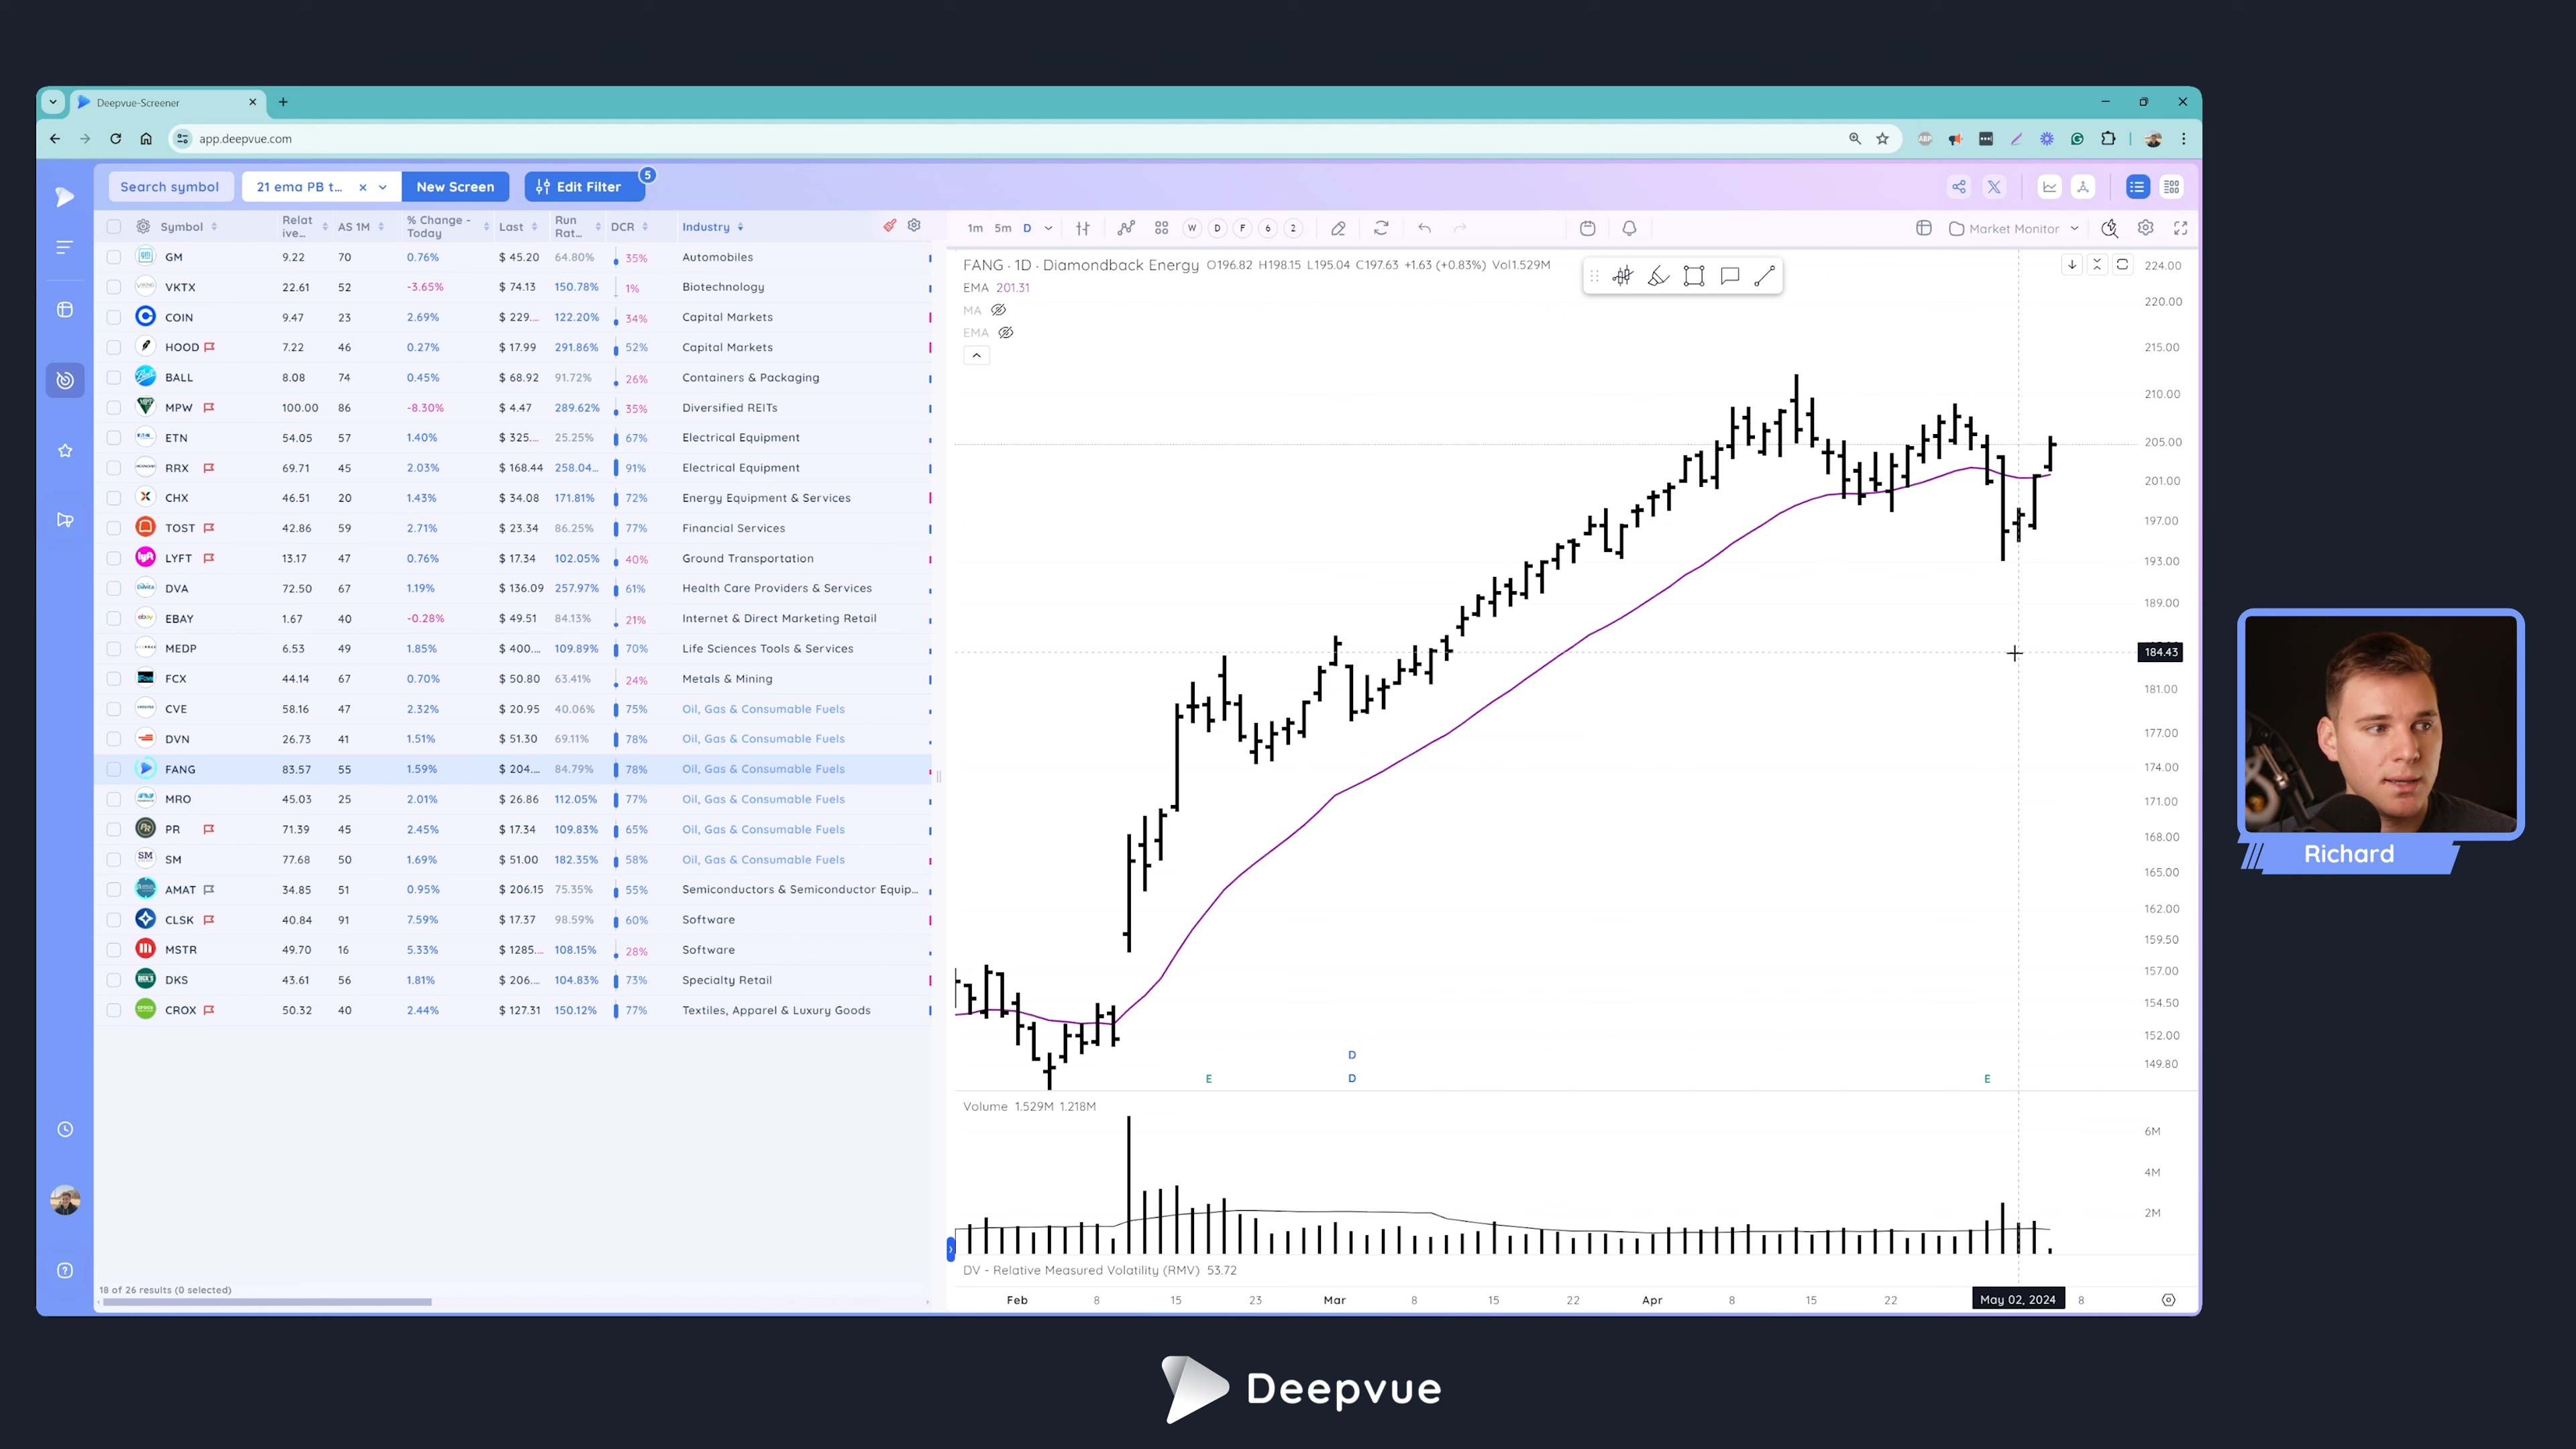 Deepvue-Screener
app.deepvue.com
Search symbol
21 ema PB t...
New Screen
Edit Filter
5
Symbol Relat ive... AS 1M % Change - Today Last Run Rat... DCR Industry
GM 9.22 70 0.76% $ 45.20 64.80% 35% Automobiles
VKTX 22.61 52 -3.65% $ 74.13 150.78% 1% Biotechnology
COIN 9.47 23 2.69% $ 229.... 122.20% 34% Capital Markets
HOOD 7.22 46 0.27% $ 17.99 291.86% 52% Capital Markets
BALL 8.08 74 0.45% $ 68.92 91.72% 26% Containers & Packaging
MPW 100.00 86 -8.30% $ 4.47 289.62% 35% Diversified REITs
ETN 54.05 57 1.40% $ 325.... 25.25% 67% Electrical Equipment
RRX 69.71 45 2.03% $ 168.44 258.04... 91% Electrical Equipment
CHX 46.51 20 1.43% $ 34.08 171.81% 72% Energy Equipment & Services
TOST 42.86 59 2.71% $ 23.34 86.25% 77% Financial Services
LYFT 13.17 47 0.76% $ 17.34 102.05% 40% Ground Transportation
DVA 72.50 67 1.19% $ 136.09 257.97% 61% Health Care Providers & Services
EBAY 1.67 40 -0.28% $ 49.51 84.13% 21% Internet & Direct Marketing Retail
MEDP 6.53 49 1.85% $ 400.... 109.89% 70% Life Sciences Tools & Services
FCX 44.14 67 0.70% $ 50.80 63.41% 24% Metals & Mining
CVE 58.16 47 2.32% $ 20.95 40.06% 75% Oil, Gas & Consumable Fuels
DVN 26.73 41 1.51% $ 51.30 69.11% 78% Oil, Gas & Consumable Fuels
FANG 83.57 55 1.59% $ 204.... 84.79% 78% Oil, Gas & Consumable Fuels
MRO 45.03 25 2.01% $ 26.86 112.05% 77% Oil, Gas & Consumable Fuels
PR 71.39 45 2.45% $ 17.34 109.83% 65% Oil, Gas & Consumable Fuels
SM 77.68 50 1.69% $ 51.00 182.35% 58% Oil, Gas & Consumable Fuels
AMAT 34.85 51 0.95% $ 206.15 75.35% 55% Semiconductors & Semiconductor Equip...
CLSK 40.84 91 7.59% $ 17.37 98.59% 60% Software
MSTR 49.70 16 5.33% $ 1285.... 108.15% 28% Software
DKS 43.61 56 1.81% $ 206.... 104.83% 73% Specialty Retail
CROX 50.32 40 2.44% $ 127.31 150.12% 77% Textiles, Apparel & Luxury Goods
18 of 26 results (0 selected)
1m 5m D W D F 6 2 Market Monitor
FANG · 1D · Diamondback Energy O196.82 H198.15 L195.04 C197.63 +1.63 (+0.83%) Vol1.529M
EMA 201.31
MA
EMA
224.00
220.00
215.00
210.00
205.00
201.00
197.00
193.00
189.00
184.43
181.00
177.00
174.00
171.00
168.00
165.00
162.00
159.50
157.00
154.50
152.00
149.80
D
E D E
Volume 1.529M 1.218M
6M
4M
2M
DV - Relative Measured Volatility (RMV) 53.72
Feb 8 15 23 Mar 8 15 22 Apr 8 15 22 May 02, 2024 8
Richard
Deepvue